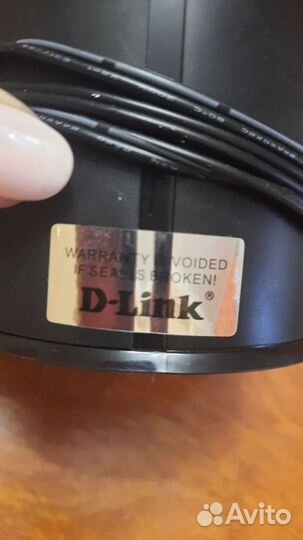 WARRANTY IS VOIDED
IF SEAL IS BROKEN!
D-Link®
Avito